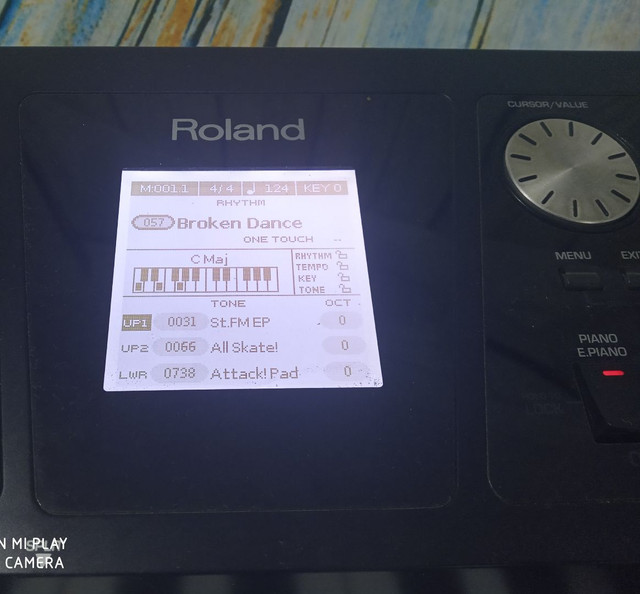 CURSOR/VALUE
Roland
M:001:1 4/4 ♩ 124 KEY 0
RHYTHM
057 Broken Dance
ONE TOUCH --
C Maj
RHYTHM
TEMPO
KEY
TONE
TONE OCT
UP1 0031 St.FM EP 0
UP2 0066 All Skate! 0
LWR 0738 Attack! Pad 0
MENU EXI
PIANO
E.PIANO
LOCK
N MI PLAY
CAMERA